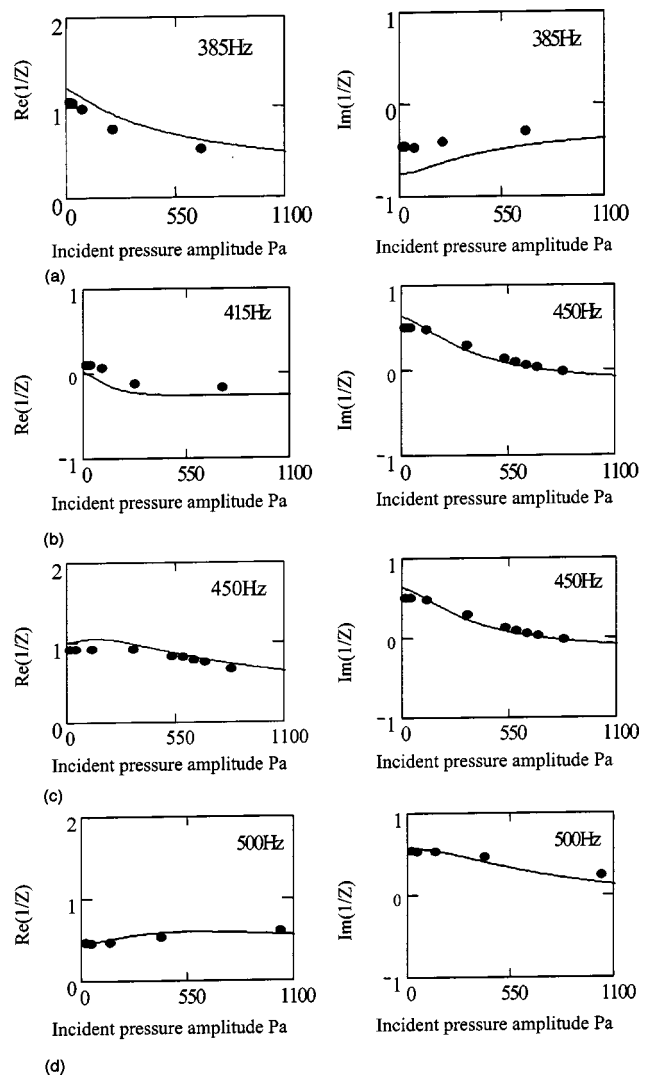 2
385Hz
Re(1/Z)
1
0
0 550 1100
Incident pressure amplitude Pa
1
385Hz
Im(1/Z)
0
−1
0 550 1100
Incident pressure amplitude Pa
(a)
1
415Hz
Re(1/Z)
0
−1
0 550 1100
Incident pressure amplitude Pa
1
450Hz
Im(1/Z)
0
−1
0 550 1100
Incident pressure amplitude Pa
(b)
2
450Hz
Re(1/Z)
1
0
0 550 1100
Incident pressure amplitude Pa
1
450Hz
Im(1/Z)
0
−1
0 550 1100
Incident pressure amplitude Pa
(c)
2
500Hz
Re(1/Z)
1
0
0 550 1100
Incident pressure amplitude Pa
1
500Hz
Im(1/Z)
0
−1
0 550 1100
Incident pressure amplitude Pa
(d)